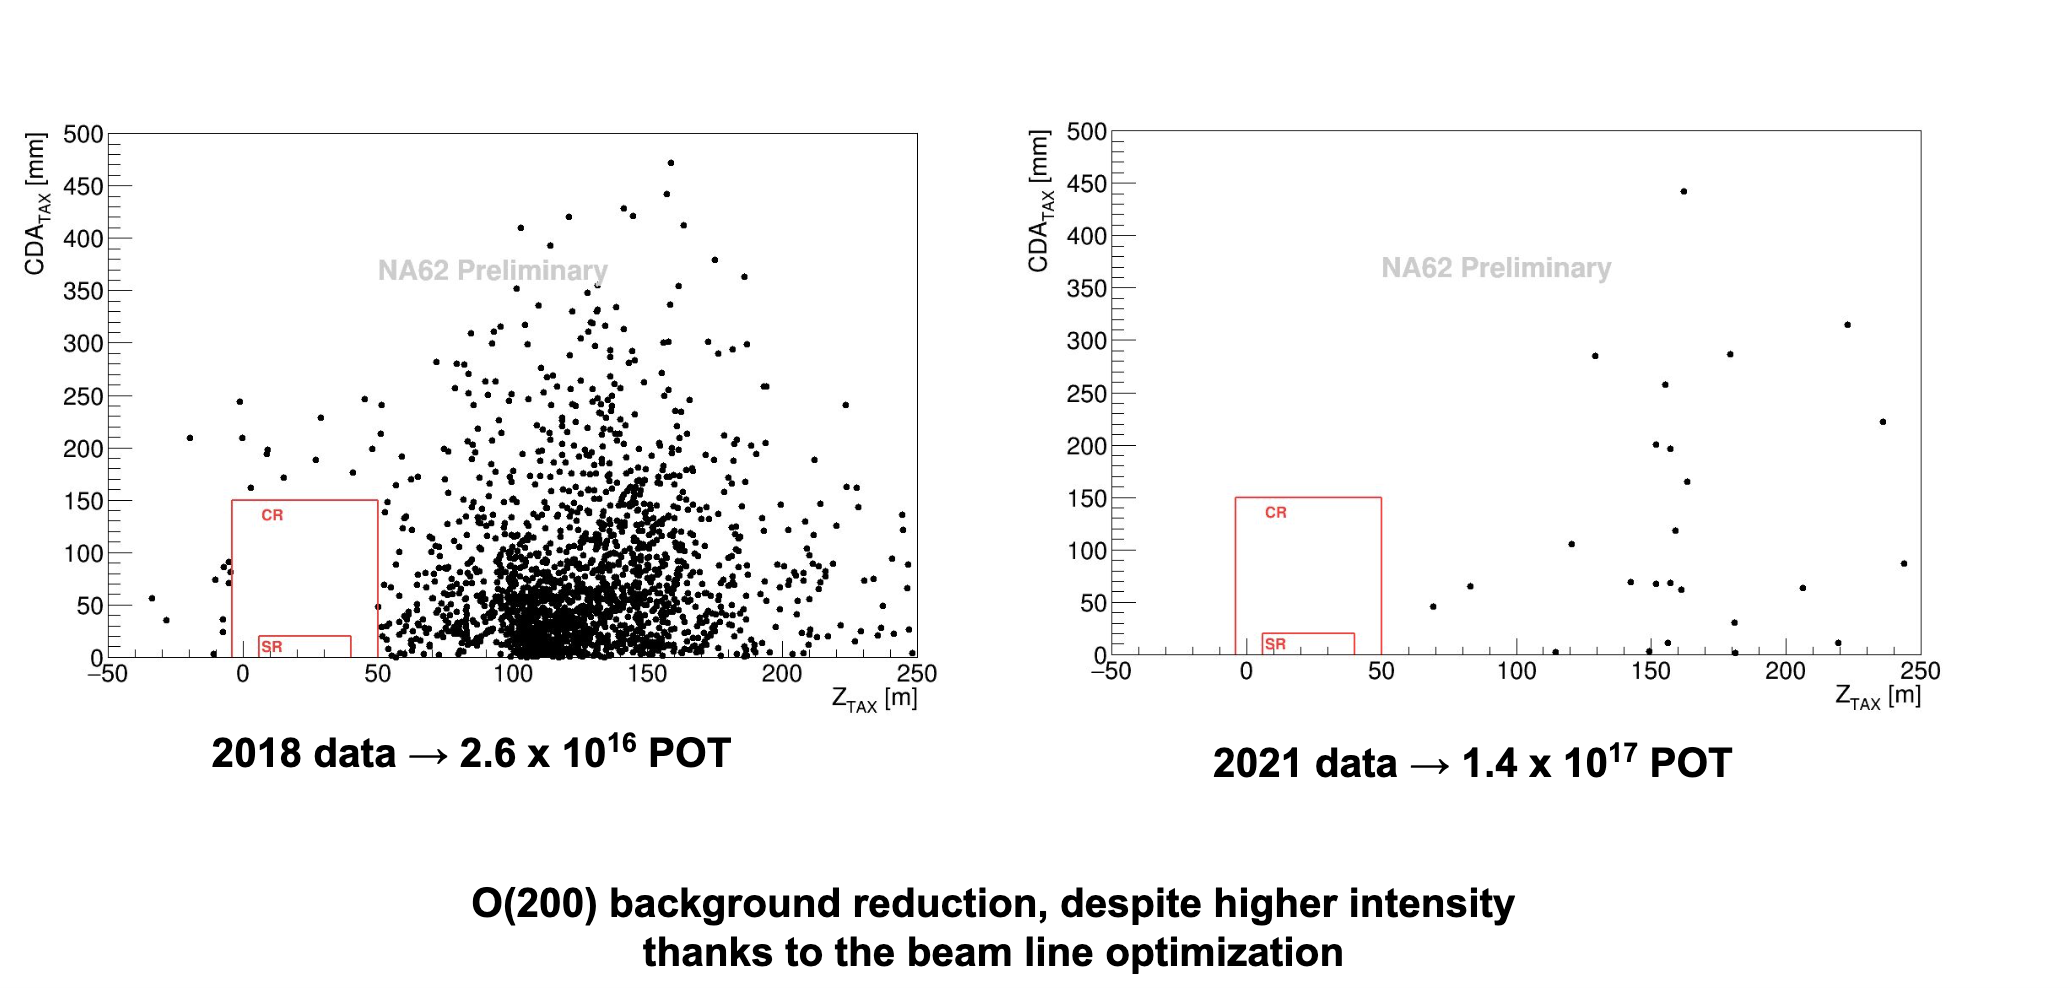 500
450
400
350
300
250
200
150
100
50
0
CDA_TAX [mm]
NA62 Preliminary
CR
SR
−50 0 50 100 150 200 250
Z_TAX [m]
2018 data → 2.6 x 10^16 POT
500
450
400
350
300
250
200
150
100
50
0
CDA_TAX [mm]
NA62 Preliminary
CR
SR
−50 0 50 100 150 200 250
Z_TAX [m]
2021 data → 1.4 x 10^17 POT
O(200) background reduction, despite higher intensity
thanks to the beam line optimization